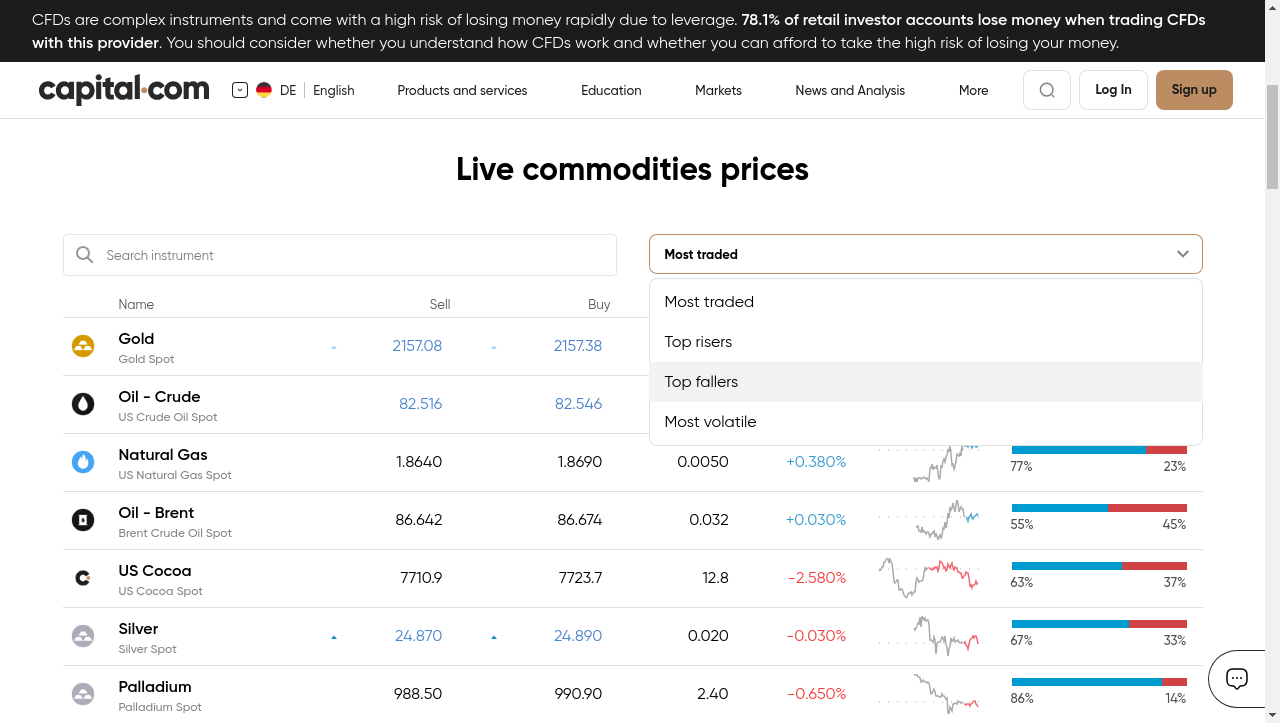 CFDs are complex instruments and come with a high risk of losing money rapidly due to leverage. 78.1% of retail investor accounts lose money when trading CFDs
with this provider. You should consider whether you understand how CFDs work and whether you can afford to take the high risk of losing your money.
capital.com DE English Products and services Education Markets News and Analysis More Log In Sign up
Live commodities prices
Search instrument
Most traded
Most traded
Top risers
Top fallers
Most volatile
Name Sell Buy
Gold 2157.08 2157.38
Gold Spot
Oil - Crude 82.516 82.546
US Crude Oil Spot
Natural Gas 1.8640 1.8690 0.0050 +0.380%
US Natural Gas Spot 77% 23%
Oil - Brent 86.642 86.674 0.032 +0.030%
Brent Crude Oil Spot 55% 45%
US Cocoa 7710.9 7723.7 12.8 -2.580%
US Cocoa Spot 63% 37%
Silver 24.870 24.890 0.020 -0.030%
Silver Spot 67% 33%
Palladium 988.50 990.90 2.40 -0.650%
Palladium Spot 86% 14%